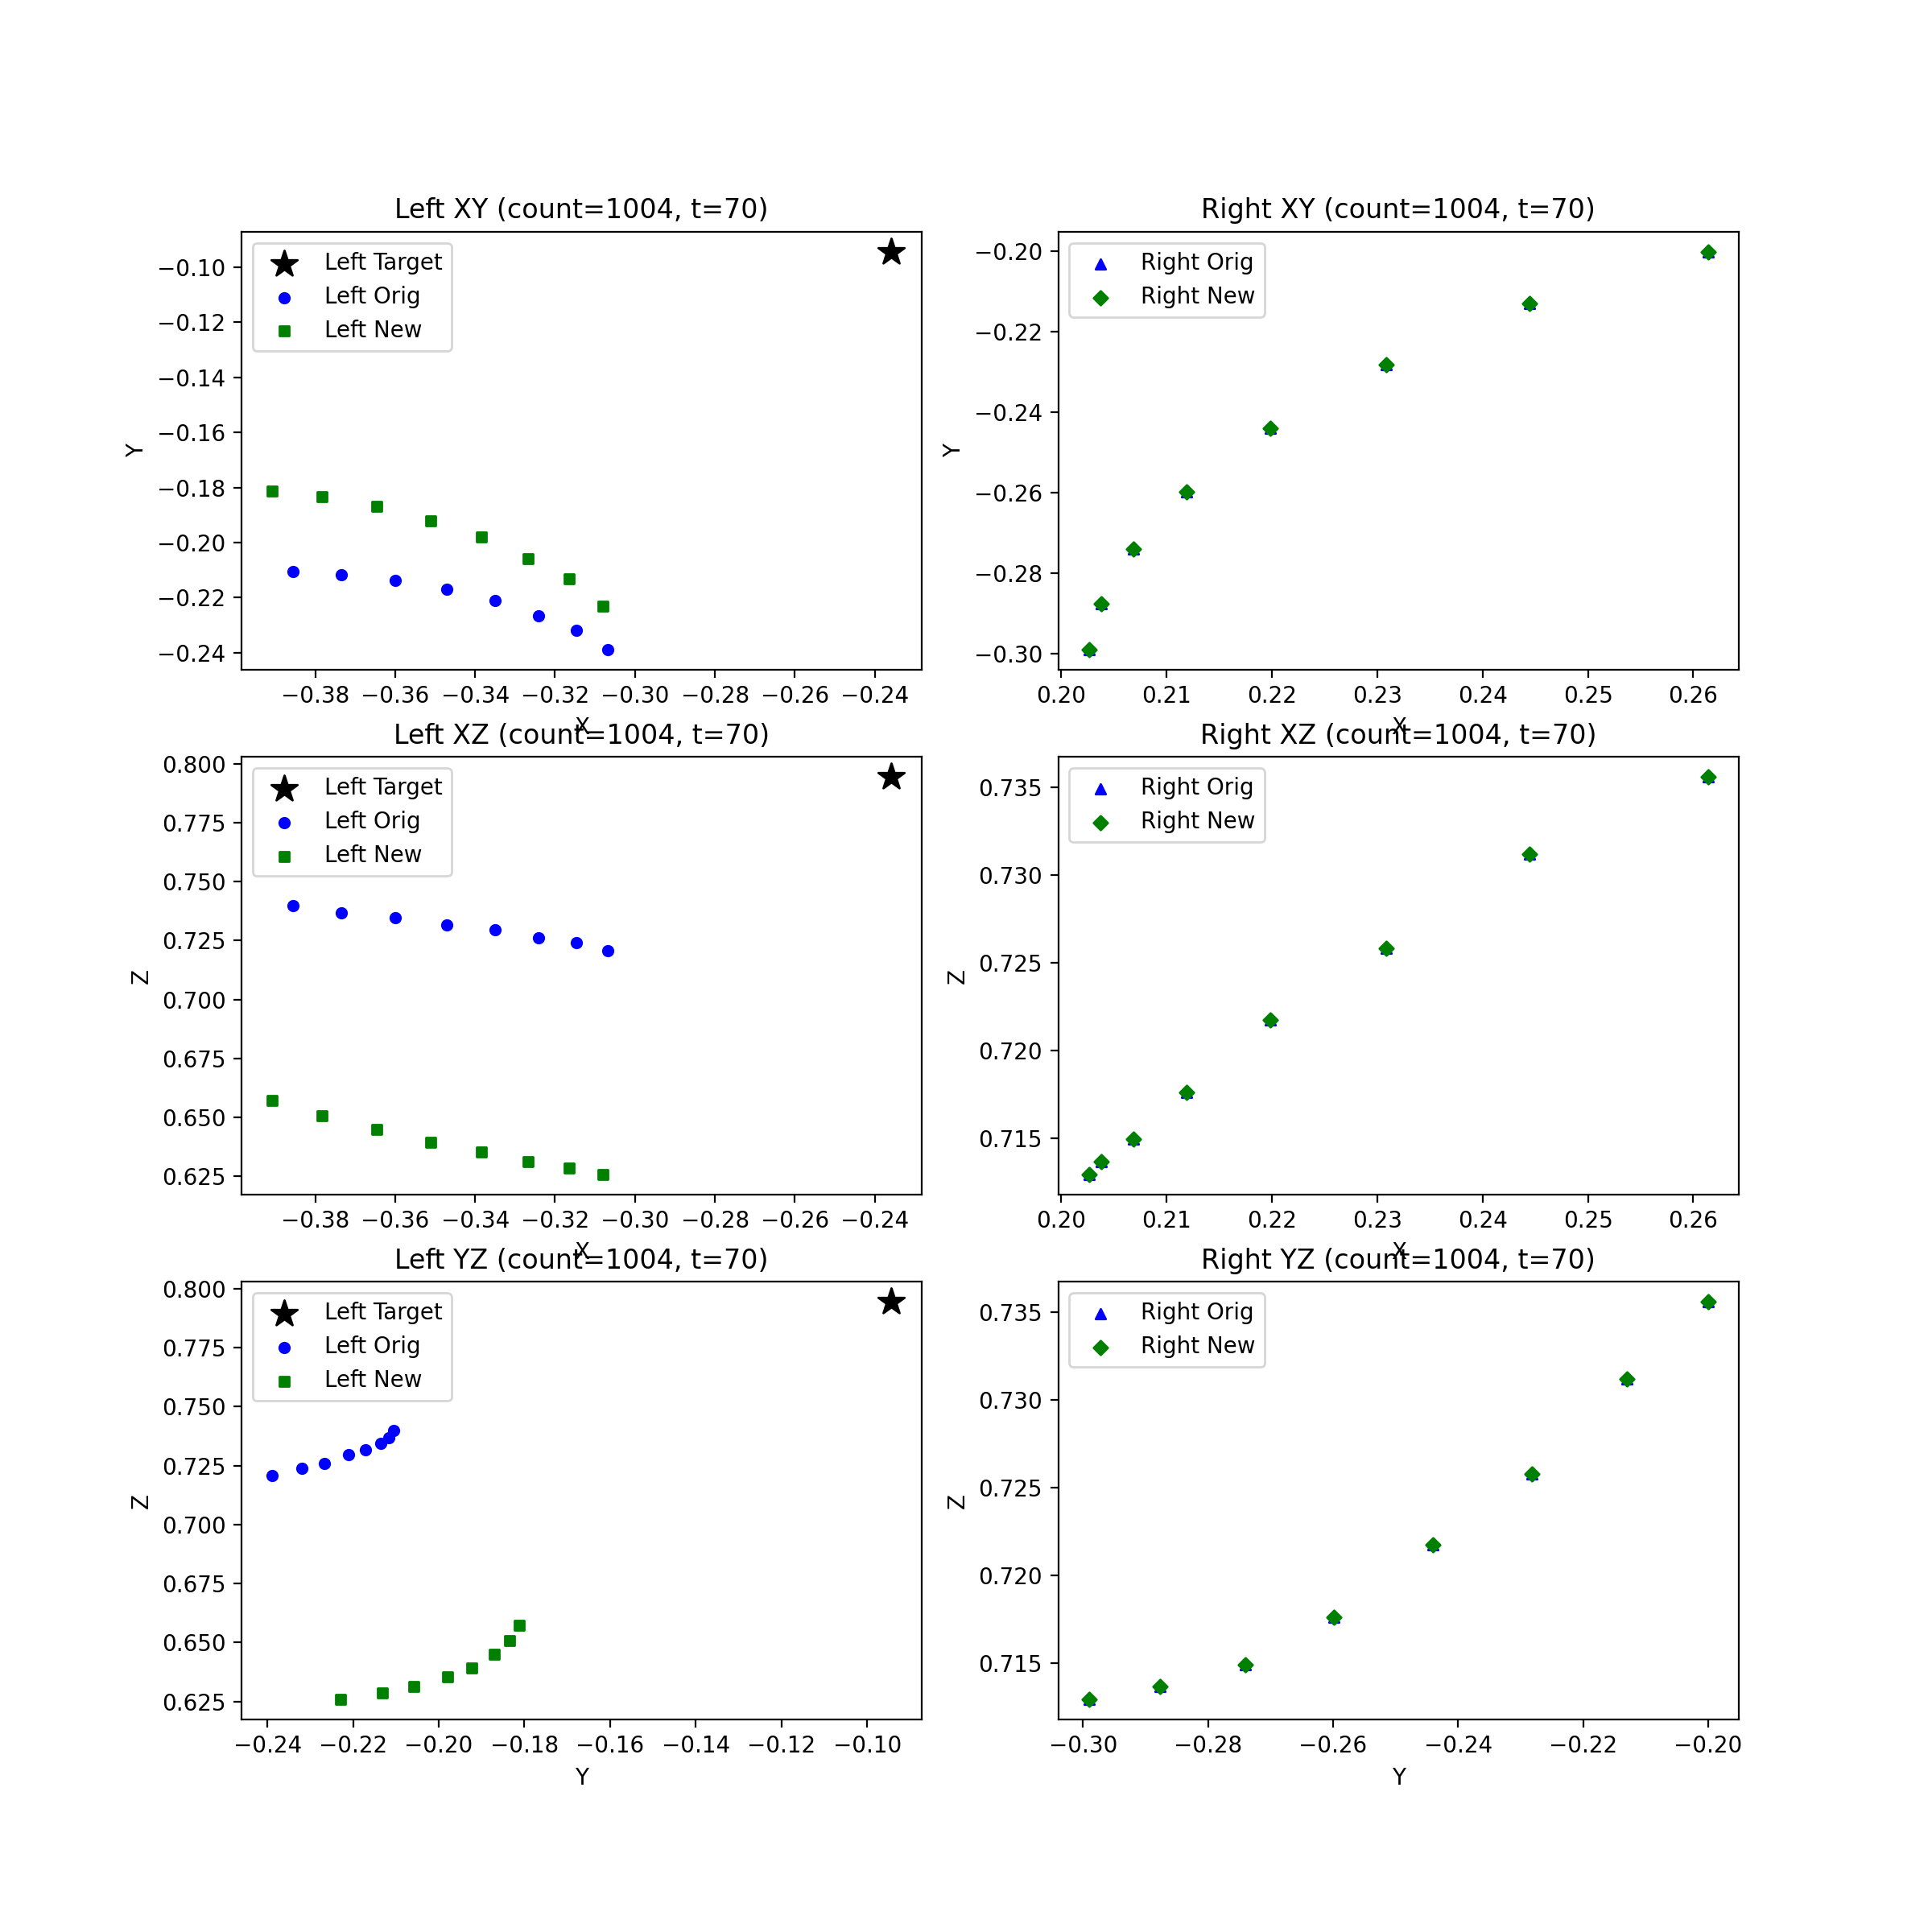 Left XY (count=1004, t=70)
Left Target
Left Orig
Left New
−0.10
−0.12
−0.14
−0.16
−0.18
−0.20
−0.22
−0.24
Y
−0.38 −0.36 −0.34 −0.32 −0.30 −0.28 −0.26 −0.24
X
Right XY (count=1004, t=70)
Right Orig
Right New
−0.20
−0.22
−0.24
−0.26
−0.28
−0.30
Y
0.20 0.21 0.22 0.23 0.24 0.25 0.26
X
Left XZ (count=1004, t=70)
Left Target
Left Orig
Left New
0.800
0.775
0.750
0.725
0.700
0.675
0.650
0.625
Z
−0.38 −0.36 −0.34 −0.32 −0.30 −0.28 −0.26 −0.24
X
Right XZ (count=1004, t=70)
Right Orig
Right New
0.735
0.730
0.725
0.720
0.715
Z
0.20 0.21 0.22 0.23 0.24 0.25 0.26
X
Left YZ (count=1004, t=70)
Left Target
Left Orig
Left New
0.800
0.775
0.750
0.725
0.700
0.675
0.650
0.625
Z
−0.24 −0.22 −0.20 −0.18 −0.16 −0.14 −0.12 −0.10
Y
Right YZ (count=1004, t=70)
Right Orig
Right New
0.735
0.730
0.725
0.720
0.715
Z
−0.30 −0.28 −0.26 −0.24 −0.22 −0.20
Y